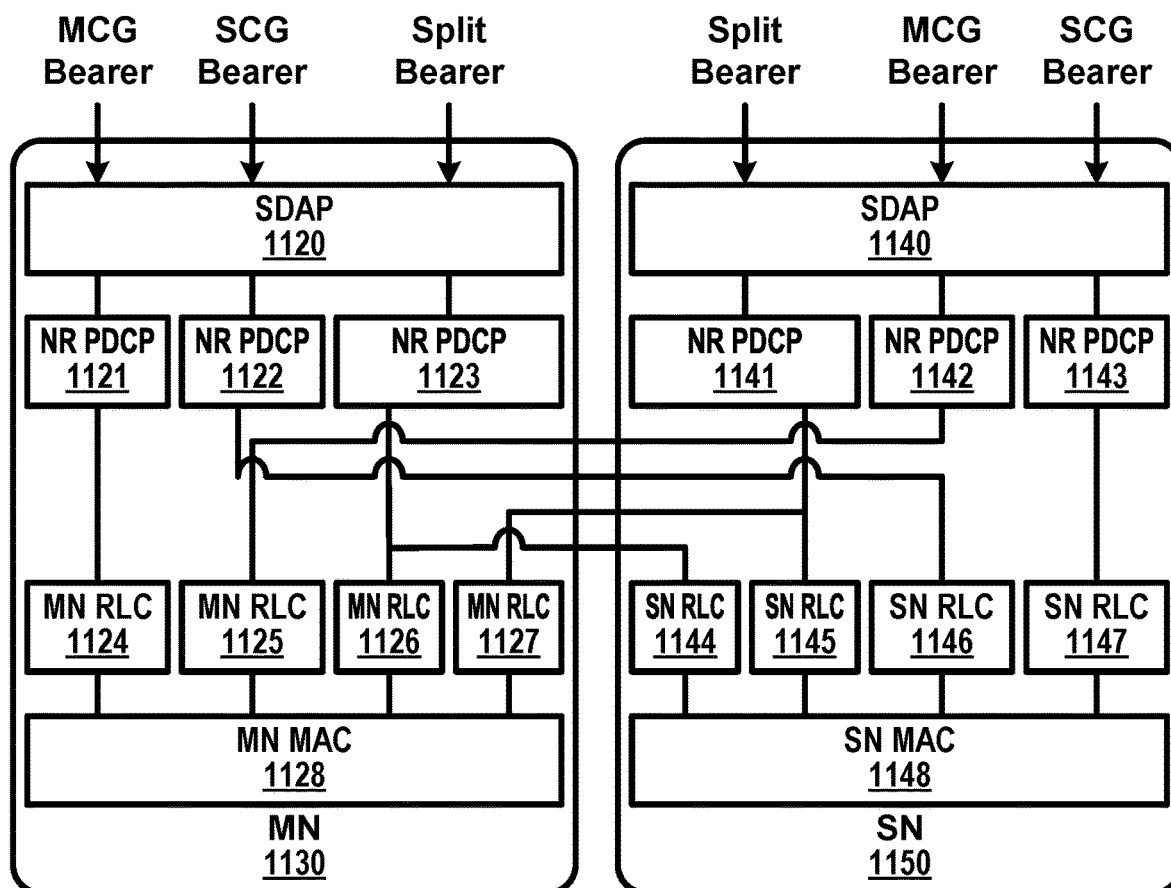 MCG Bearer
SCG Bearer
Split Bearer
Split Bearer
MCG Bearer
SCG Bearer
SDAP
1120
SDAP
1140
NR PDCP
1121
NR PDCP
1122
NR PDCP
1123
NR PDCP
1141
NR PDCP
1142
NR PDCP
1143
MN RLC
1124
MN RLC
1125
MN RLC
1126
MN RLC
1127
SN RLC
1144
SN RLC
1145
SN RLC
1146
SN RLC
1147
MN MAC
1128
SN MAC
1148
MN
1130
SN
1150